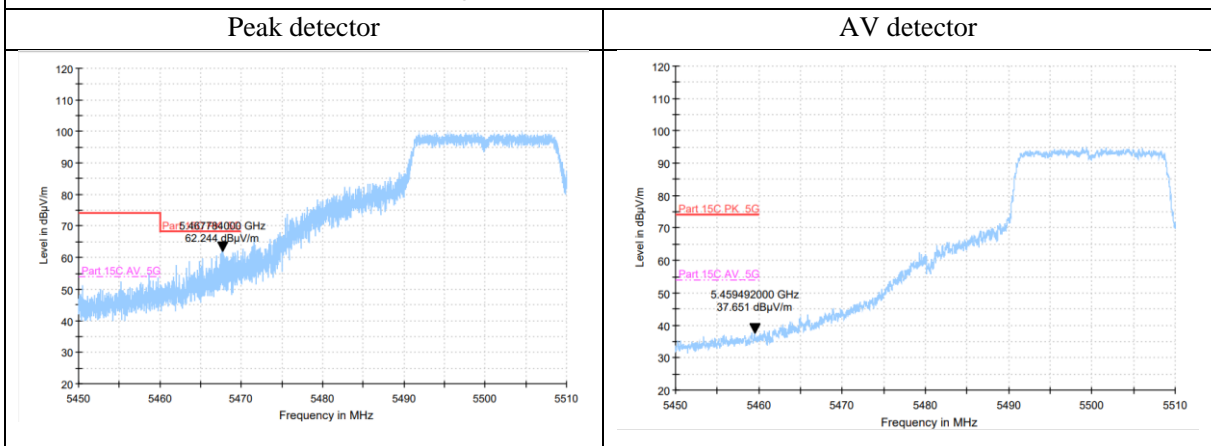 Peak detector
AV detector
120
110
100
90
80
70
60
50
40
30
20
Level in dBµV/m
5.467784000 GHz
62.244 dBµV/m
Part 15C AV_5G
5450
5460
5470
5480
5490
5500
5510
Frequency in MHz
120
110
100
90
80
70
60
50
40
30
20
Level in dBµV/m
Part 15C PK_5G
Part 15C AV_5G
5.459492000 GHz
37.651 dBµV/m
5450
5460
5470
5480
5490
5500
5510
Frequency in MHz